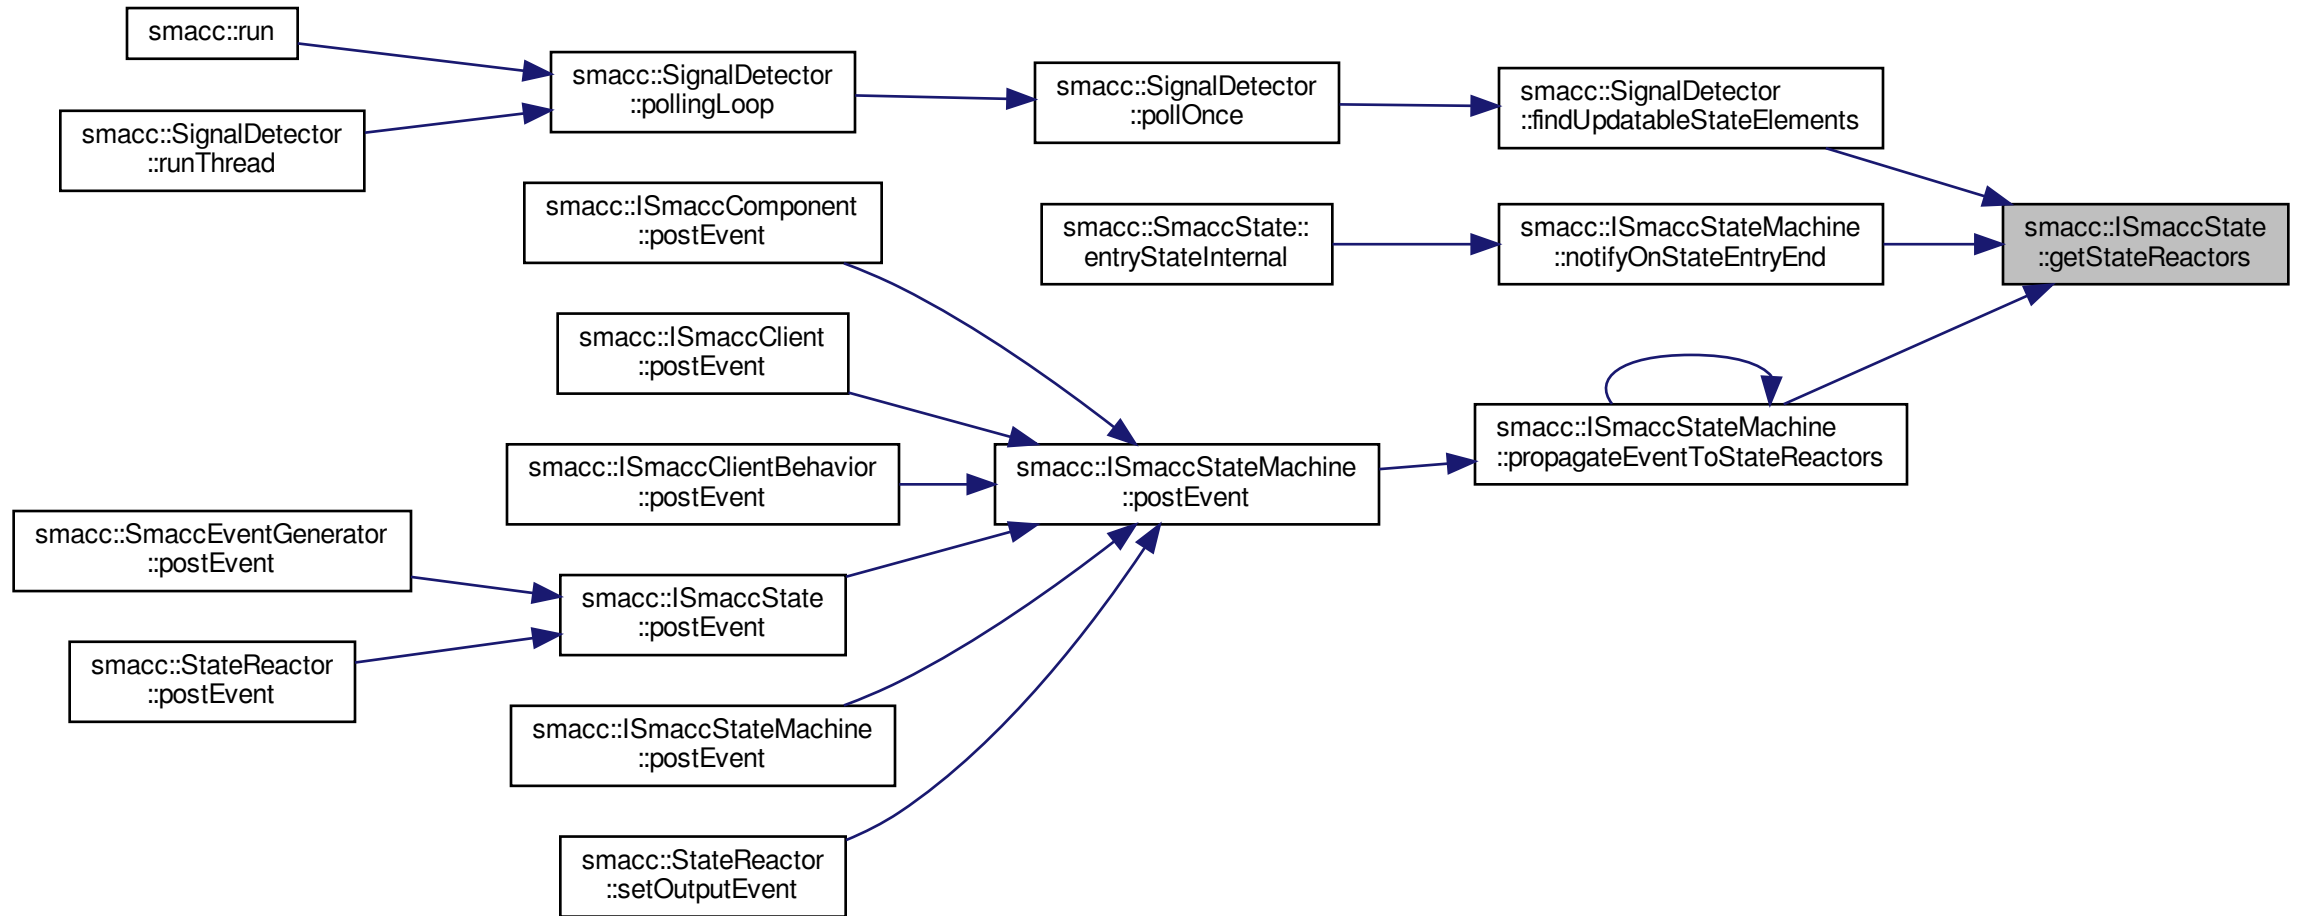 smacc::run
smacc::SignalDetector
::runThread
smacc::SignalDetector
::pollingLoop
smacc::SignalDetector
::pollOnce
smacc::SignalDetector
::findUpdatableStateElements
smacc::ISmaccComponent
::postEvent
smacc::SmaccState::
entryStateInternal
smacc::ISmaccStateMachine
::notifyOnStateEntryEnd
smacc::ISmaccState
::getStateReactors
smacc::ISmaccClient
::postEvent
smacc::ISmaccClientBehavior
::postEvent
smacc::ISmaccStateMachine
::postEvent
smacc::ISmaccStateMachine
::propagateEventToStateReactors
smacc::SmaccEventGenerator
::postEvent
smacc::StateReactor
::postEvent
smacc::ISmaccState
::postEvent
smacc::ISmaccStateMachine
::postEvent
smacc::StateReactor
::setOutputEvent